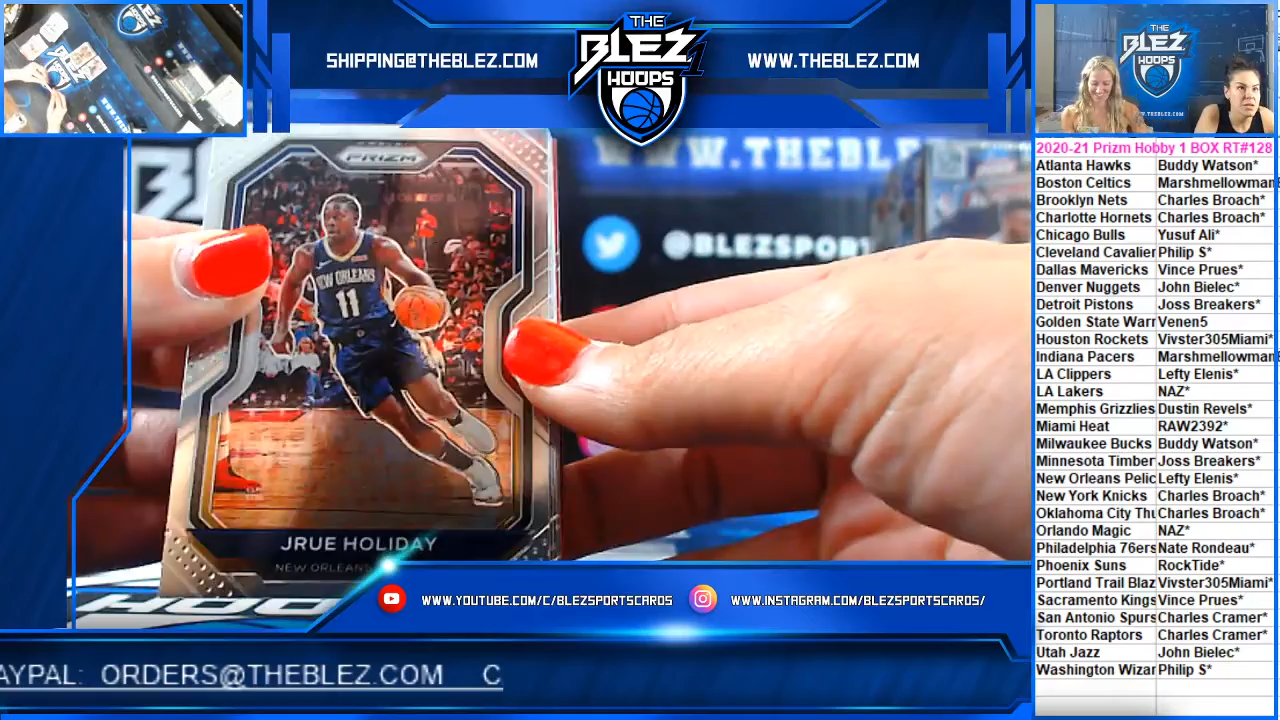 SHIPPING@THEBLEZ.COM
THE
BLEZ 1
HOOPS
WWW.THEBLEZ.COM
WWW.THEBLE
@BLEZSPORT
PRIZM
NEW ORLEANS
11
JRUE HOLIDAY
NEW ORLEANS
WWW.YOUTUBE.COM/C/BLEZSPORTSCARDS
WWW.INSTAGRAM.COM/BLEZSPORTSCARDS/
AYPAL: ORDERS@THEBLEZ.COM C
BLEZ
2020-21 Prizm Hobby 1 BOX RT#128
Atlanta Hawks Buddy Watson*
Boston Celtics Marshmellowman
Brooklyn Nets Charles Broach*
Charlotte Hornets Charles Broach*
Chicago Bulls Yusuf Ali*
Cleveland Cavalier Philip S*
Dallas Mavericks Vince Prues*
Denver Nuggets John Bielec*
Detroit Pistons Joss Breakers*
Golden State Warr Venen5
Houston Rockets Vivster305Miami*
Indiana Pacers Marshmellowman
LA Clippers Lefty Elenis*
LA Lakers NAZ*
Memphis Grizzlies Dustin Revels*
Miami Heat RAW2392*
Milwaukee Bucks Buddy Watson*
Minnesota Timber Joss Breakers*
New Orleans Pelic Lefty Elenis*
New York Knicks Charles Broach*
Oklahoma City Thu Charles Broach*
Orlando Magic NAZ*
Philadelphia 76ers Nate Rondeau*
Phoenix Suns RockTide*
Portland Trail Blaz Vivster305Miami*
Sacramento Kings Vince Prues*
San Antonio Spurs Charles Cramer*
Toronto Raptors Charles Cramer*
Utah Jazz John Bielec*
Washington Wizar Philip S*